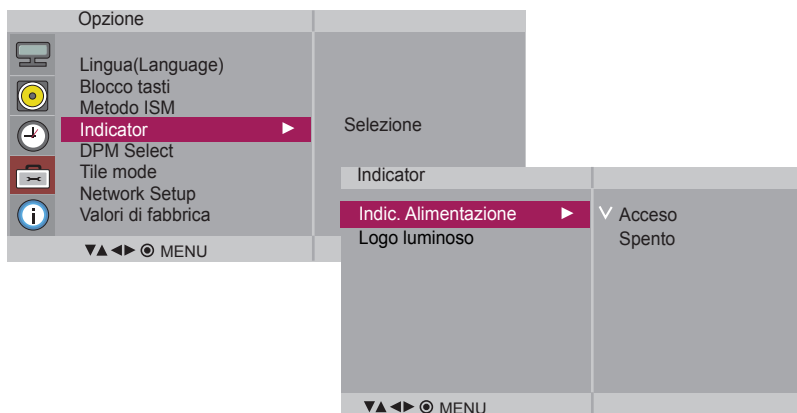 Opzione
Lingua(Language)
Blocco tasti
Metodo ISM
Indicator ►
Selezione
DPM Select
Tile mode
Network Setup
Valori di fabbrica
▼▲◄► ◉ MENU
Indicator
Indic. Alimentazione ►
Logo luminoso
✓ Acceso
Spento
▼▲◄► ◉ MENU